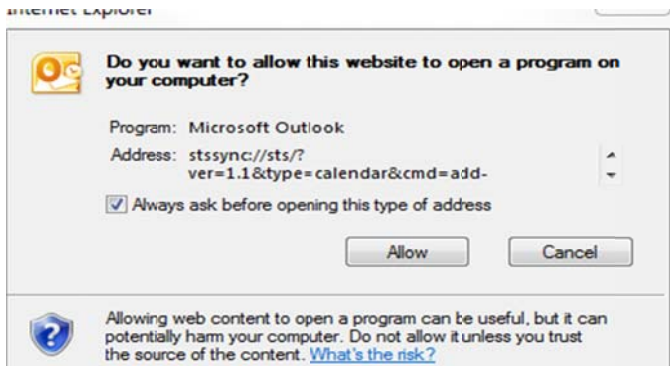 Internet Explorer
Do you want to allow this website to open a program on
your computer?
Program: Microsoft Outlook
Address: stssync://sts/?
ver=1.1&type=calendar&cmd=add-
Always ask before opening this type of address
Allow Cancel
Allowing web content to open a program can be useful, but it can
potentially harm your computer. Do not allow it unless you trust
the source of the content. What's the risk?